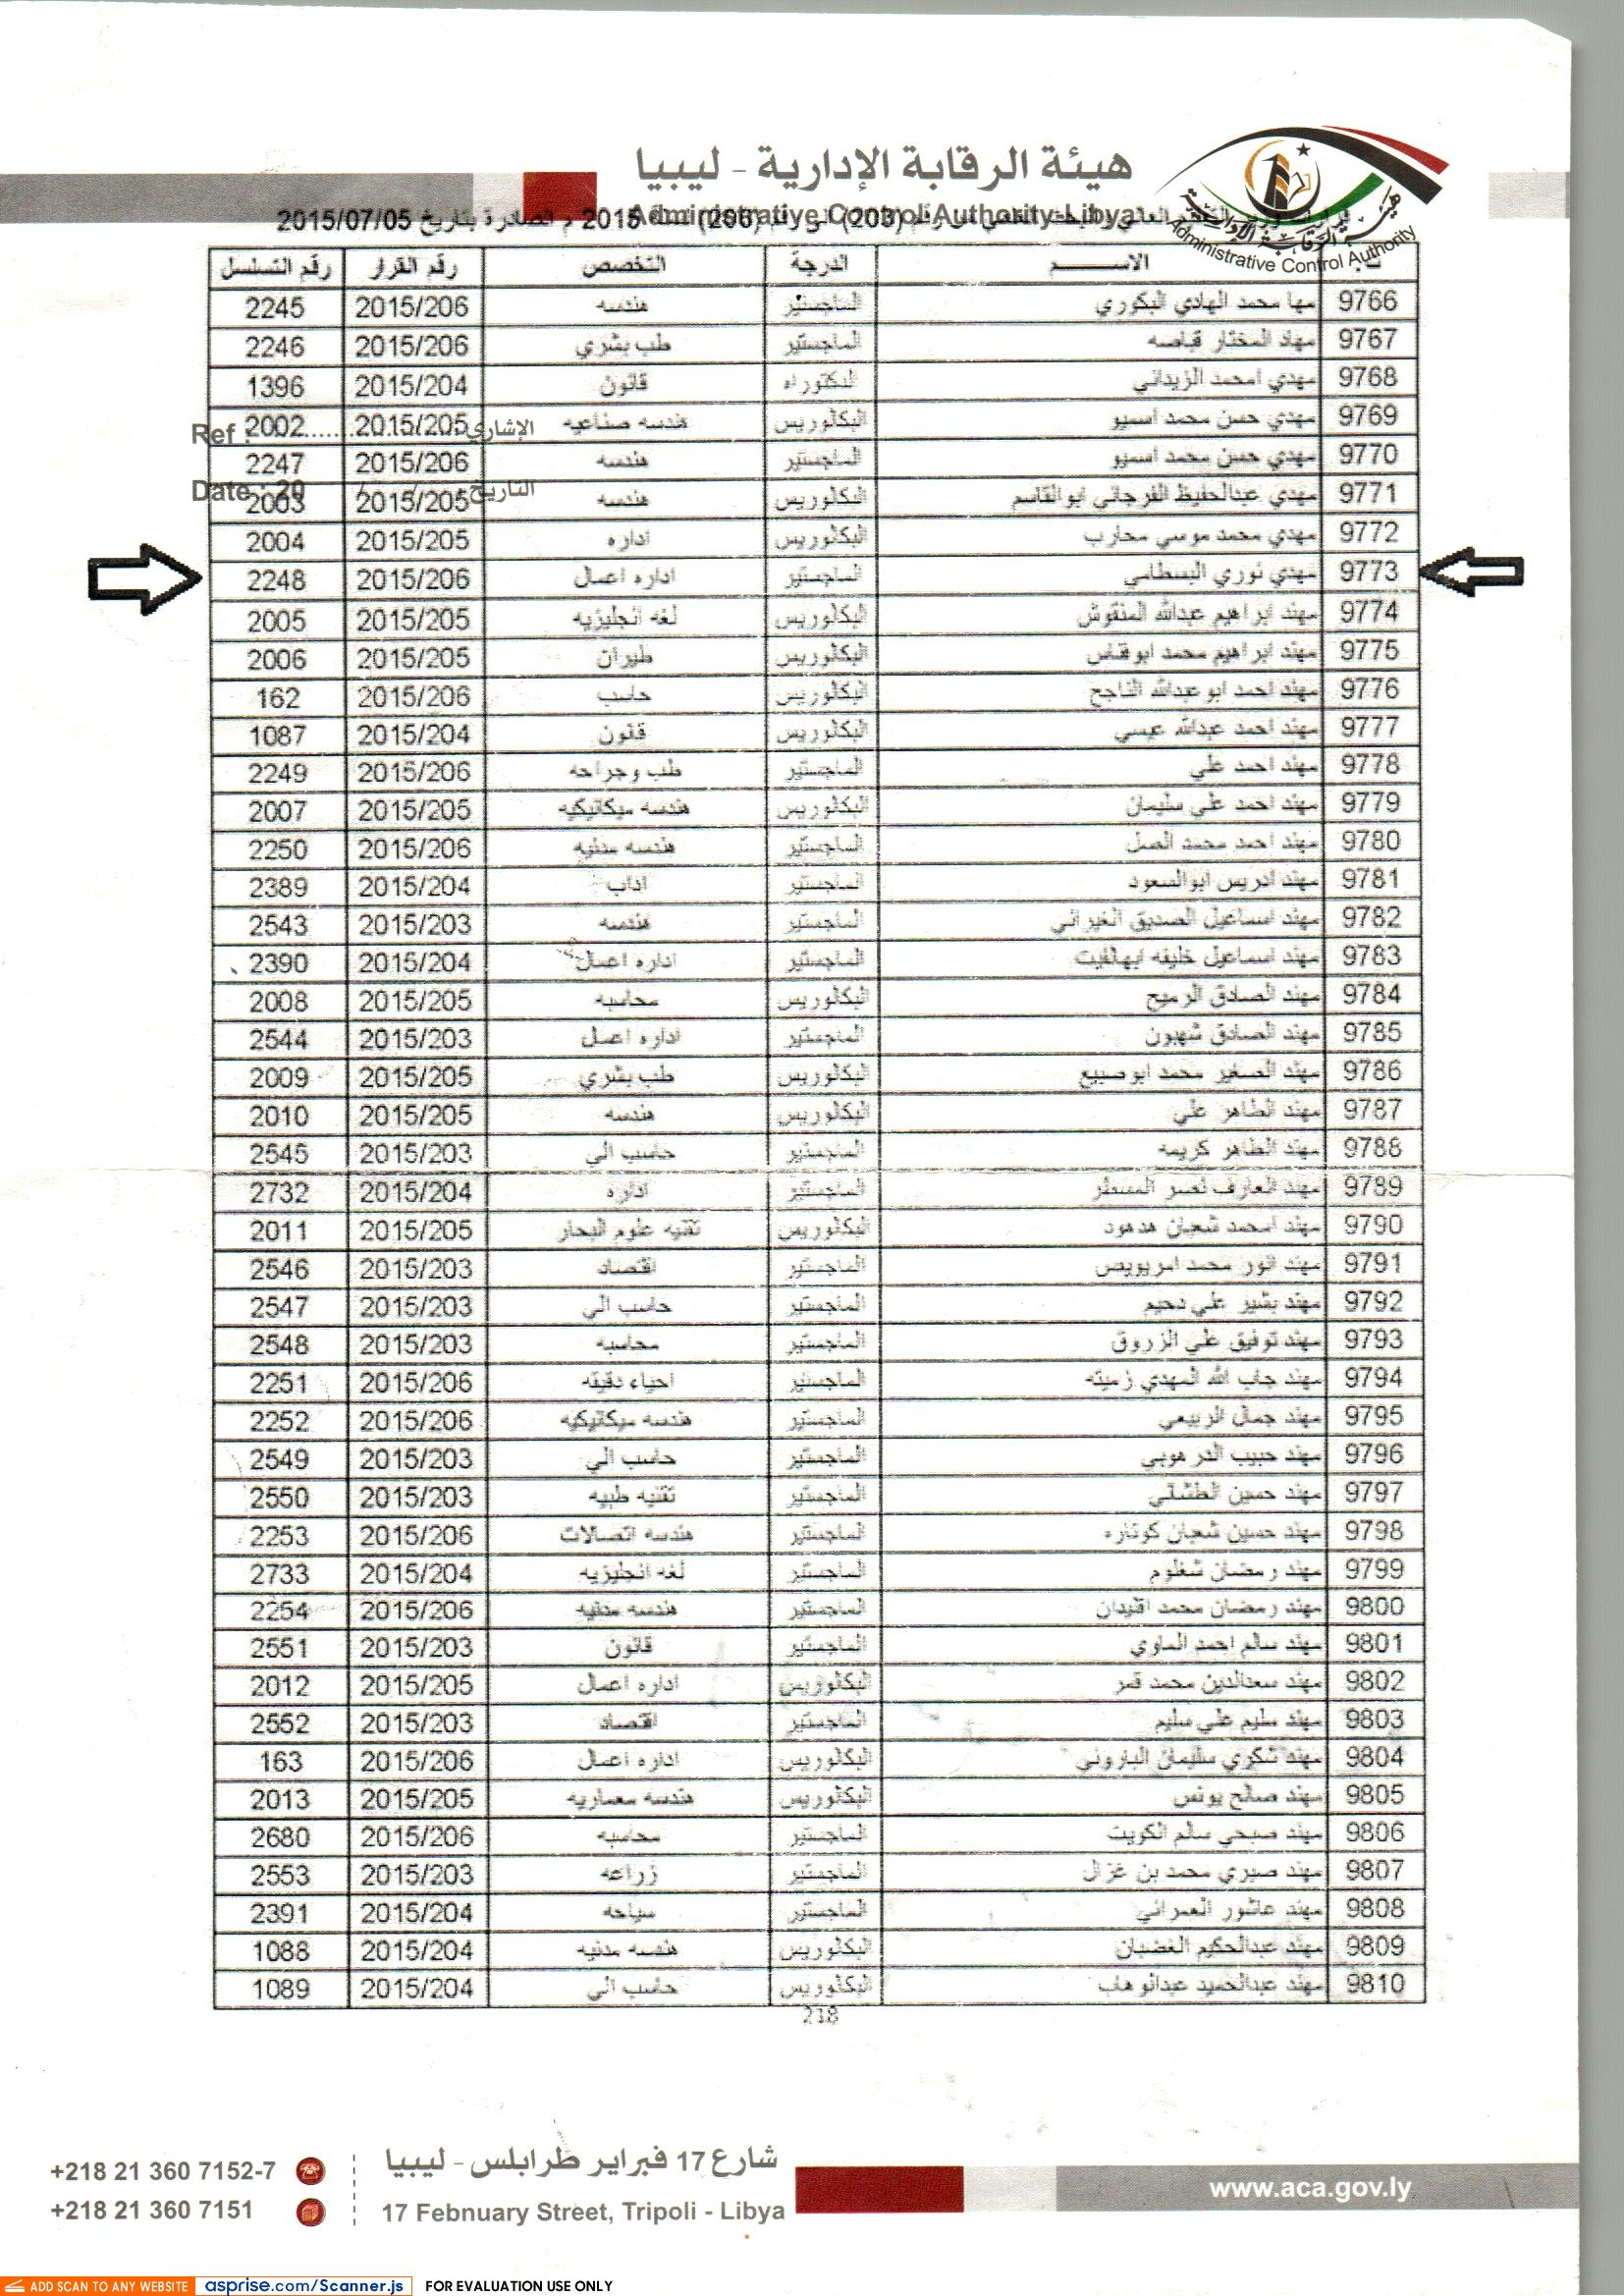 هيئة الرقابة الإدارية - ليبيا
Administrative Control Authority-Libya
هيئة الرقابة الإدارية
Administrative Control Authority
رقم (203) رقم (206) 2015 م الصادرة بتاريخ 2015/07/05
الاســــــم الدرجة التخصص رقم القرار رقم التسلسل
9766 مها محمد الهادي البكوري الماجستير هندسه 2015/206 2245
9767 مهاد المختار قباصه الماجستير طب بشري 2015/206 2246
9768 مهدي امحمد الزيداني الدكتوراه قانون 2015/204 1396
9769 مهدي حسن محمد اسميو البكالوريس هندسه صناعيه 2015/205 2002
الإشاري Ref :
9770 مهدي حسن محمد اسميو الماجستير هندسه 2015/206 2247
9771 مهدي عبدالحفيظ الفرجاني ابوالقاسم البكالوريس هندسه 2015/205 2003
التاريخ Date : 20
9772 مهدي محمد موسي محارب البكالوريس اداره 2015/205 2004
9773 مهدي نوري البسطامي الماجستير اداره اعمال 2015/206 2248
9774 مهند ابراهيم عبدالله المنقوش البكالوريس لغه انجليزيه 2015/205 2005
9775 مهند ابراهيم محمد ابوقناس البكالوريس طيران 2015/205 2006
9776 مهند احمد ابو عبدالله الناجح البكالوريس حاسب 2015/206 162
9777 مهند احمد عبدالله عيسي البكالوريس قانون 2015/204 1087
9778 مهند احمد علي الماجستير طب وجراحه 2015/206 2249
9779 مهند احمد علي سليمان البكالوريس هندسه ميكانيكيه 2015/205 2007
9780 مهند احمد محمد الصل الماجستير هندسه مدنيه 2015/206 2250
9781 مهند ادريس ابوالسعود الماجستير اداب 2015/204 2389
9782 مهند اسماعيل الصديق الغيراني الماجستير هندسه 2015/203 2543
9783 مهند اسماعيل خليفه ابهالفيت الماجستير اداره اعمال 2015/204 2390
9784 مهند الصادق الرميح البكالوريس محاسبه 2015/205 2008
9785 مهند الصادق شهبون الماجستير اداره اعمل 2015/203 2544
9786 مهند الصغير محمد ابوصبيع البكالوريس طب بشري 2015/205 2009
9787 مهند الطاهر علي البكالوريس هندسه 2015/205 2010
9788 مهند الطاهر كريمه الماجستير حاسب الي 2015/203 2545
9789 مهند العارف نصر المسطر الماجستير اداره 2015/204 2732
9790 مهند امحمد شعبان هدهود البكالوريس تقنيه علوم البحار 2015/205 2011
9791 مهند انور محمد امريويص الماجستير اقتصاد 2015/203 2546
9792 مهند بشير علي دحيم الماجستير حاسب الي 2015/203 2547
9793 مهند توفيق علي الزروق الماجستير محاسبه 2015/203 2548
9794 مهند جاب الله المهدي زميته الماجستير احياء دقيقه 2015/206 2251
9795 مهند جمال الربيعي الماجستير هندسه ميكانيكيه 2015/206 2252
9796 مهند حبيب الدرهوبي الماجستير حاسب الي 2015/203 2549
9797 مهند حسين الطشاني الماجستير تقنيه طبيه 2015/203 2550
9798 مهند حسين شعبان كوناره الماجستير هندسه اتصالات 2015/206 2253
9799 مهند رمضان شغلوم الماجستير لغه انجليزيه 2015/204 2733
9800 مهند رمضان محمد اقنيدان الماجستير هندسه مدنيه 2015/206 2254
9801 مهند سالم احمد الماوي الماجستير قانون 2015/203 2551
9802 مهند سعدالدين محمد قمر البكالوريس اداره اعمال 2015/205 2012
9803 مهند سليم علي سليم الماجستير اقتصاد 2015/203 2552
9804 مهند شكري سليمان الباروني البكالوريس اداره اعمال 2015/206 163
9805 مهند صالح يونس البكالوريس هندسه معماريه 2015/205 2013
9806 مهند صبحي سالم الكويت الماجستير محاسبه 2015/206 2680
9807 مهند صبري محمد بن غزال الماجستير زراعه 2015/203 2553
9808 مهند عاشور العمراني الماجستير سياحه 2015/204 2391
9809 مهند عبدالحكيم الغضبان البكالوريس هندسه مدنيه 2015/204 1088
9810 مهند عبدالحميد عبدالوهاب البكالوريس حاسب الي 2015/204 1089
218
شارع 17 فبراير طرابلس - ليبيا
17 Febnuary Street, Tripoli - Libya
+218 21 360 7152-7
+218 21 360 7151
www.aca.gov.ly
ADD SCAN TO ANY WEBSITE asprise.com/Scanner.js FOR EVALUATION USE ONLY